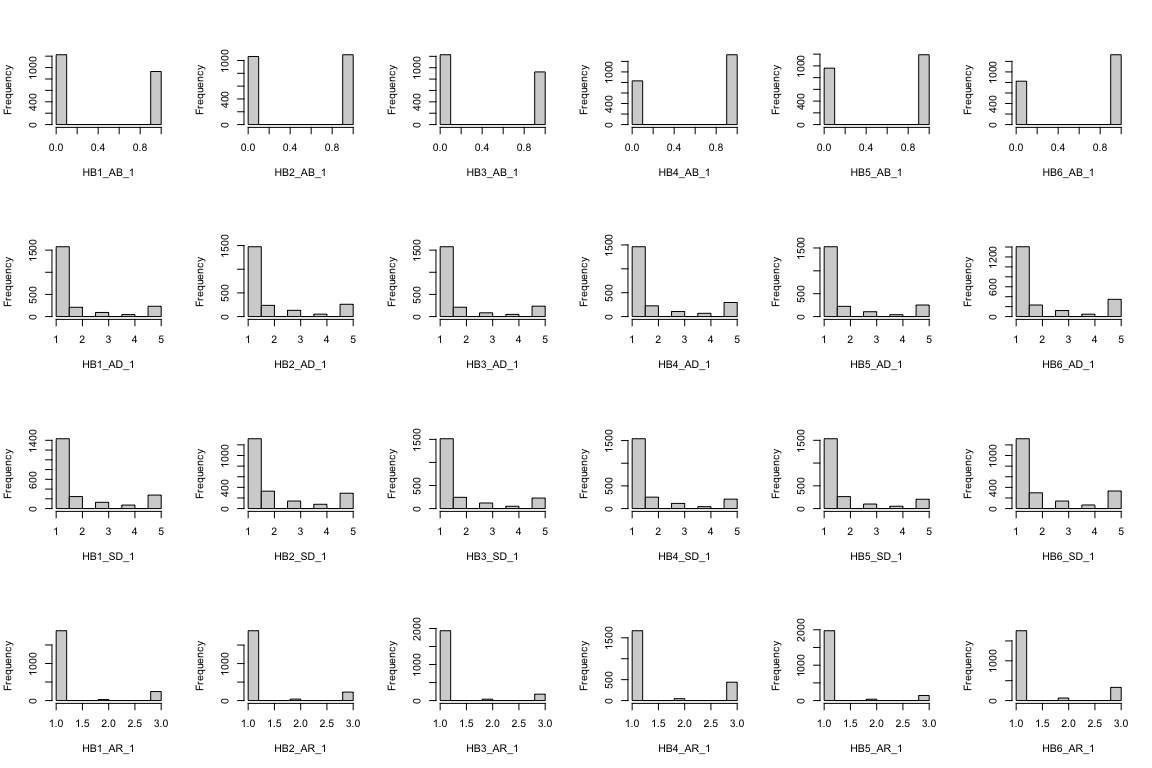 Frequency Frequency Frequency Frequency Frequency Frequency
0 400 1000 0 400 1000 0 400 1000 0 400 1000 0 400 1000 0 400 1000
0.0 0.4 0.8 0.0 0.4 0.8 0.0 0.4 0.8 0.0 0.4 0.8 0.0 0.4 0.8 0.0 0.4 0.8
HB1_AB_1 HB2_AB_1 HB3_AB_1 HB4_AB_1 HB5_AB_1 HB6_AB_1
Frequency Frequency Frequency Frequency Frequency Frequency
0 500 1500 0 500 1500 0 500 1500 0 500 1500 0 500 1500 0 600 1200
1 2 3 4 5 1 2 3 4 5 1 2 3 4 5 1 2 3 4 5 1 2 3 4 5 1 2 3 4 5
HB1_AD_1 HB2_AD_1 HB3_AD_1 HB4_AD_1 HB5_AD_1 HB6_AD_1
Frequency Frequency Frequency Frequency Frequency Frequency
0 600 1400 0 400 1000 0 500 1500 0 500 1500 0 500 1500 0 400 1000
1 2 3 4 5 1 2 3 4 5 1 2 3 4 5 1 2 3 4 5 1 2 3 4 5 1 2 3 4 5
HB1_SD_1 HB2_SD_1 HB3_SD_1 HB4_SD_1 HB5_SD_1 HB6_SD_1
Frequency Frequency Frequency Frequency Frequency Frequency
0 1000 0 1000 0 1000 2000 0 500 1500 0 1000 2000 0 1000
1.0 1.5 2.0 2.5 3.0 1.0 1.5 2.0 2.5 3.0 1.0 1.5 2.0 2.5 3.0 1.0 1.5 2.0 2.5 3.0 1.0 1.5 2.0 2.5 3.0 1.0 1.5 2.0 2.5 3.0
HB1_AR_1 HB2_AR_1 HB3_AR_1 HB4_AR_1 HB5_AR_1 HB6_AR_1